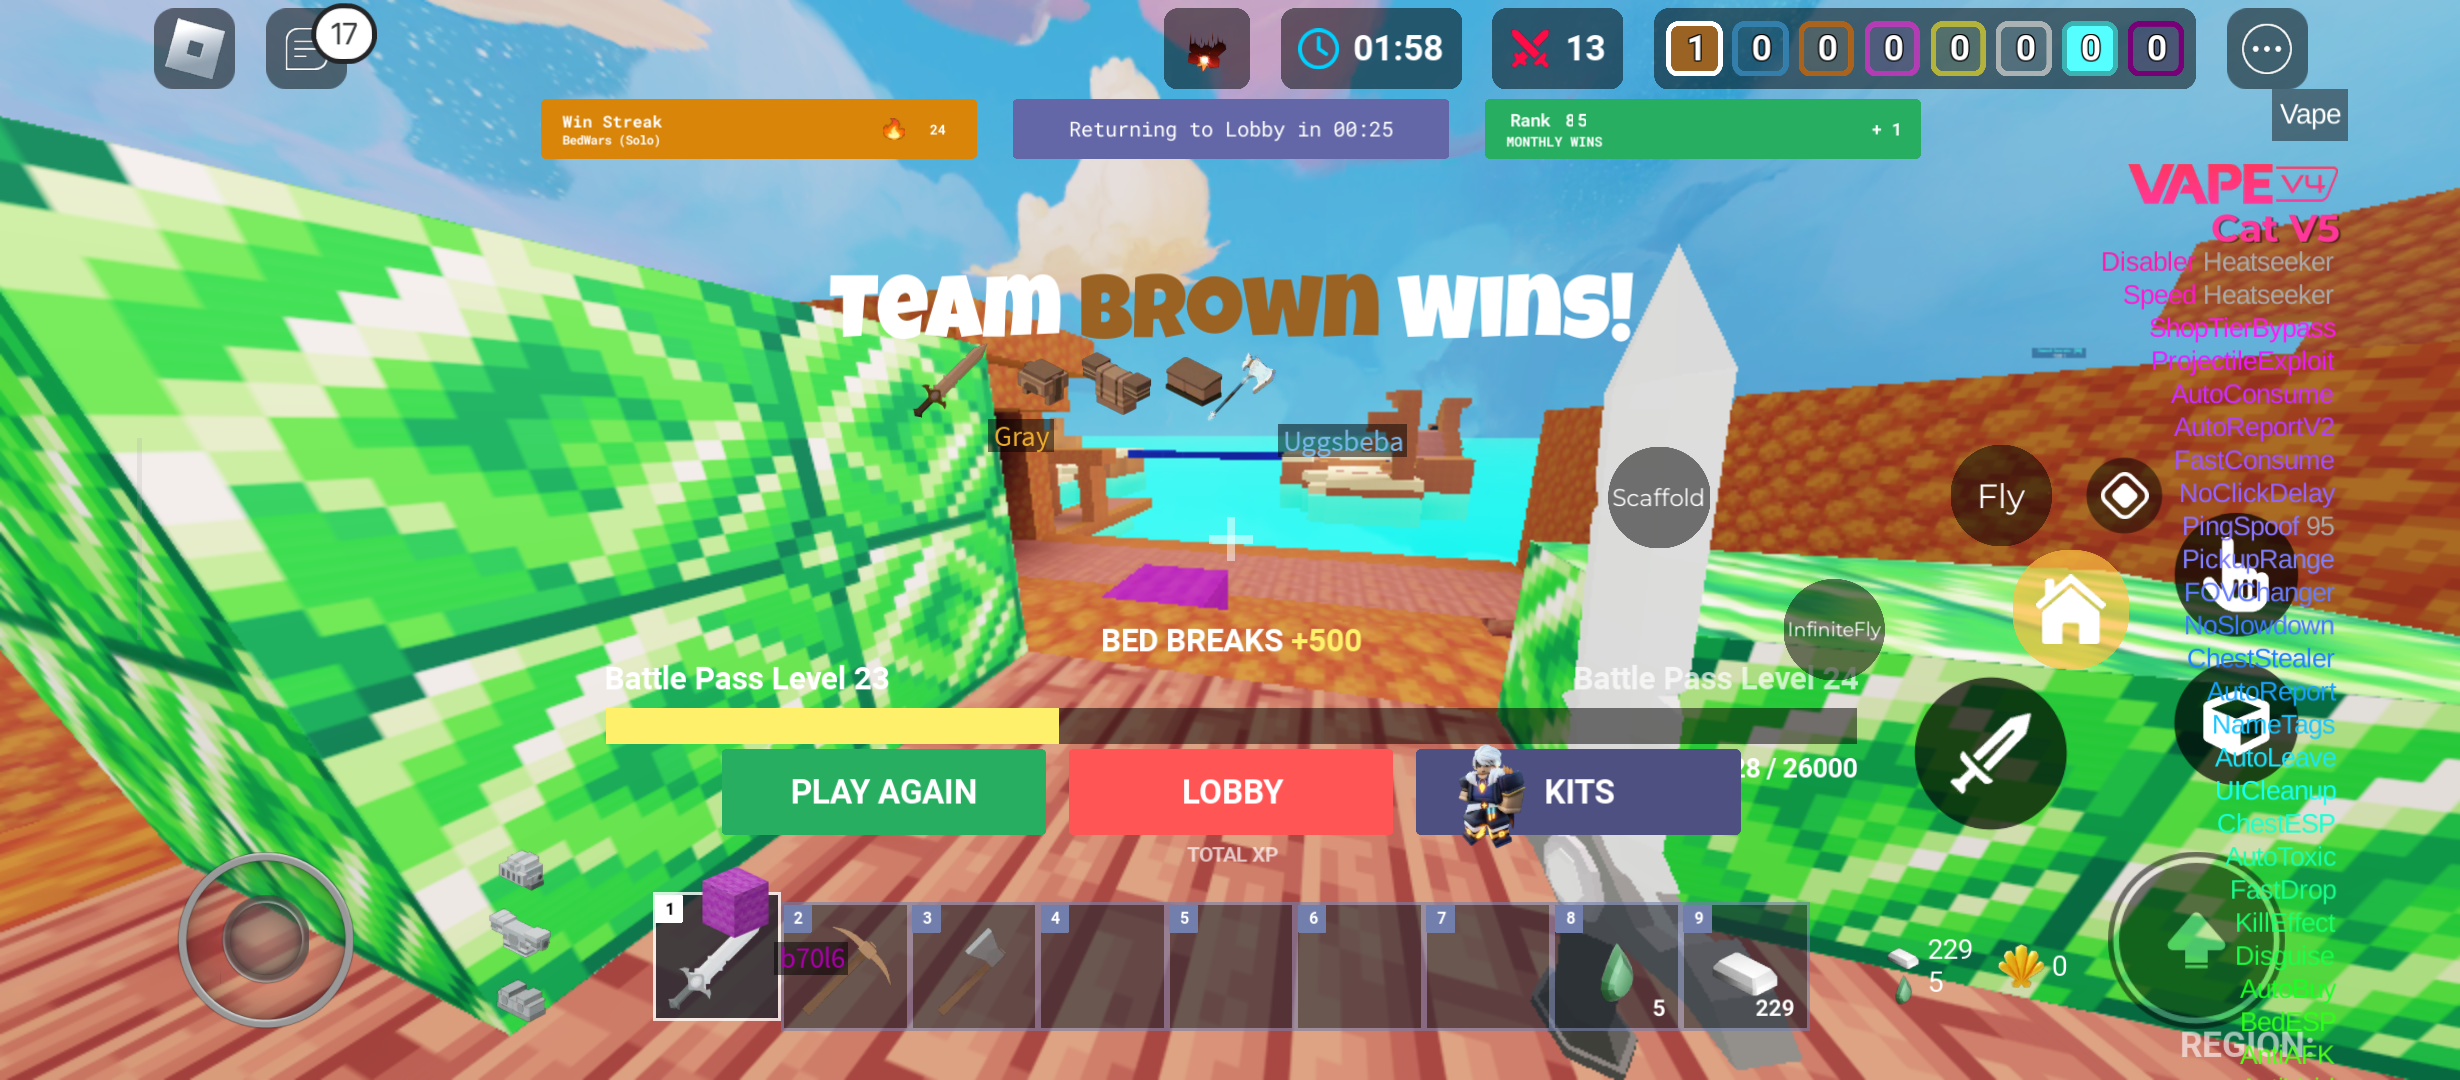 17
01:58
13
1 0 0 0 0 0 0 0
Win Streak
BedWars (Solo)
24
Returning to Lobby in 00:25
Rank 85
MONTHLY WINS
+ 1
Vape
VAPE V4
Cat V5
TEAM BROWN WINS!
Disabler Heatseeker
Speed Heatseeker
ShopTierBypass
ProjectileExploit
AutoConsume
AutoReportV2
FastConsume
NoClickDelay
PingSpoof 95
PickupRange
FOVChanger
NoSlowdown
ChestStealer
AutoReport
NameTags
AutoLeave
UICleanup
ChestESP
AutoToxic
FastDrop
KillEffect
Disguise
AutoBuy
BedESP
AntiAFK
Gray
Uggsbeba
Scaffold
Fly
InfiniteFly
BED BREAKS +500
Battle Pass Level 23
Battle Pass Level 24
28 / 26000
PLAY AGAIN
LOBBY
KITS
TOTAL XP
1
2
3
4
5
6
7
8
9
b70l6
5
229
229
5
0
REGION: